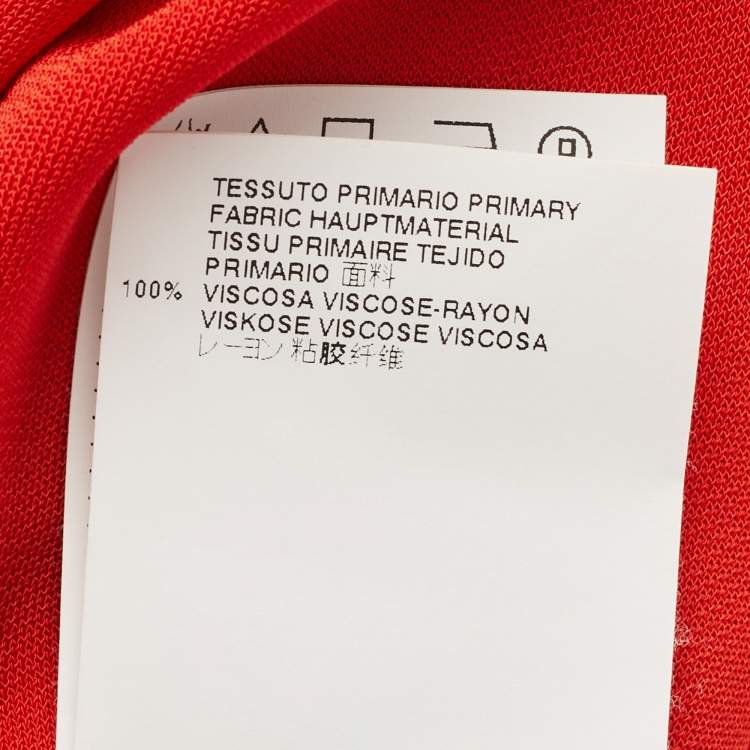 TESSUTO PRIMARIO PRIMARY
FABRIC HAUPTMATERIAL
TISSU PRIMAIRE TEJIDO
PRIMARIO 面料
100% VISCOSA VISCOSE-RAYON
VISKOSE VISCOSE VISCOSA
レーヨン 粘胶纤维